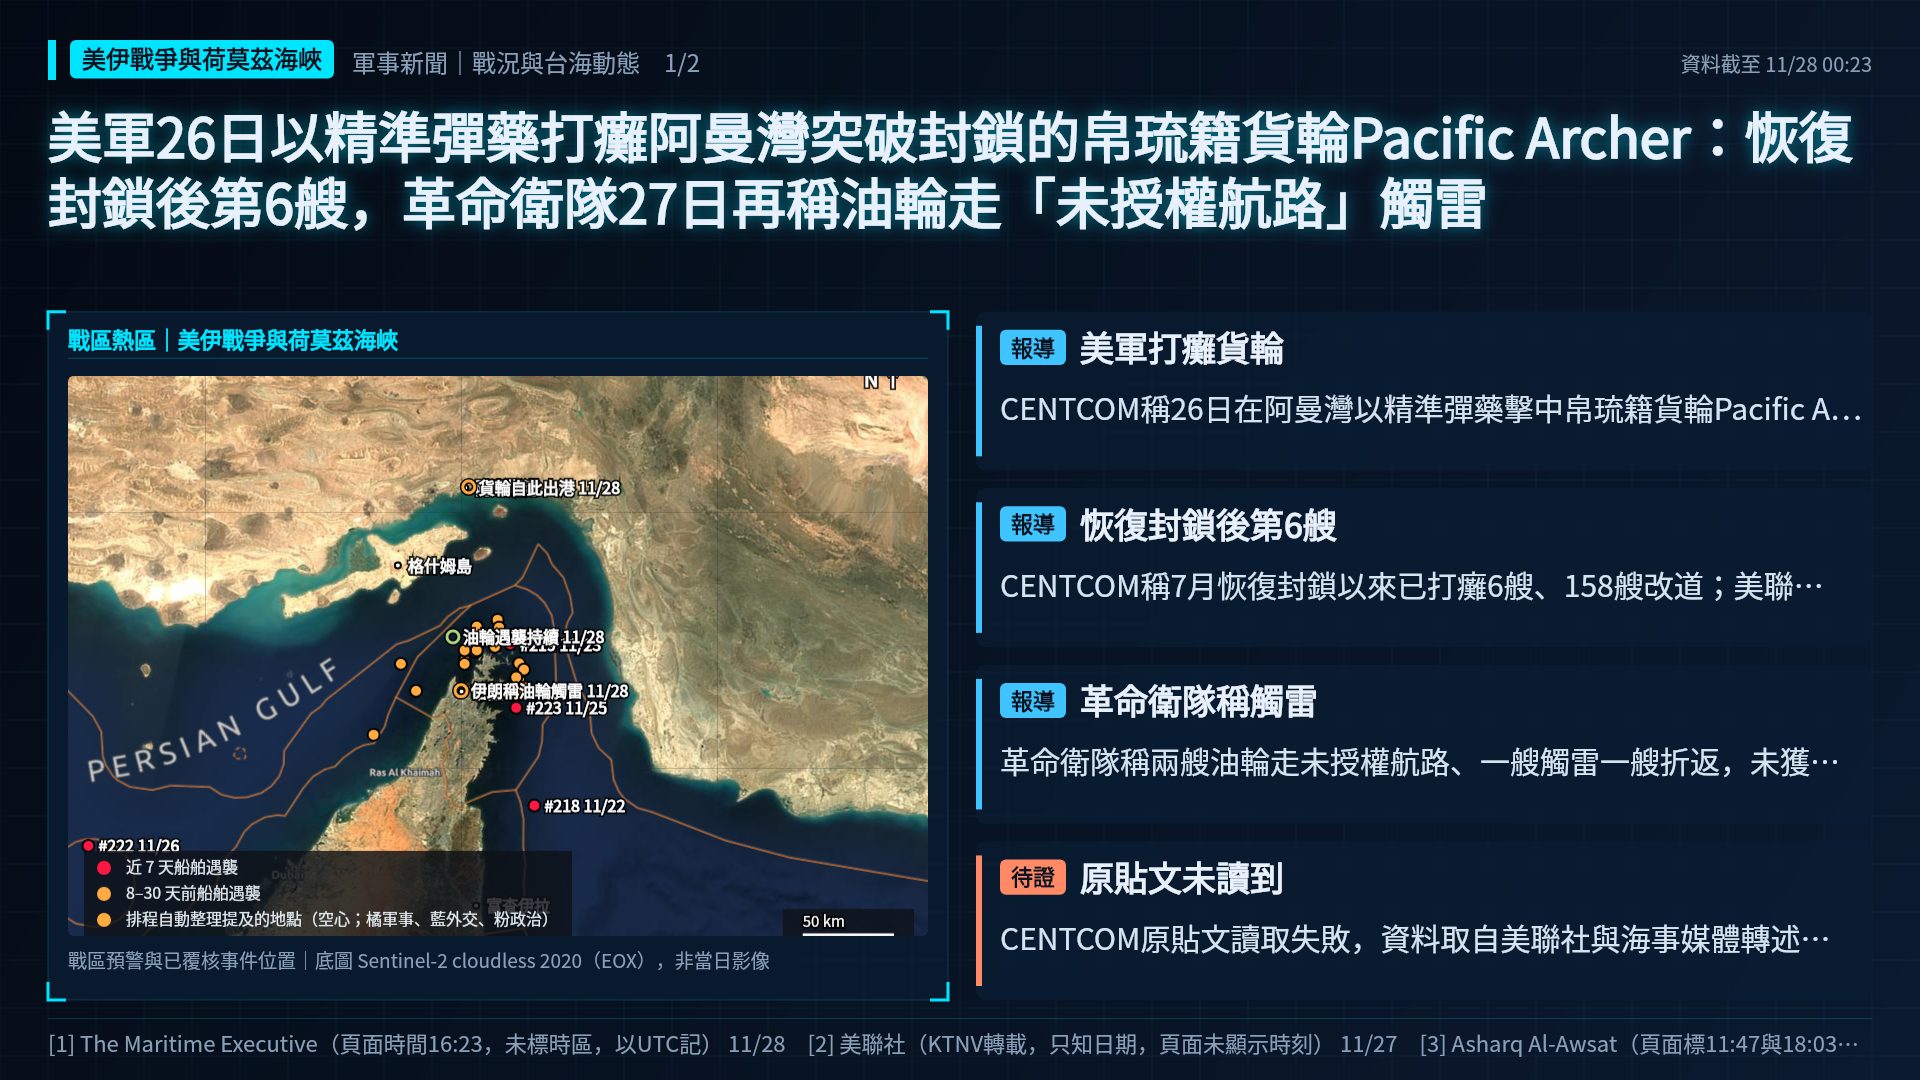 美伊戰爭與荷莫茲海峽
軍事新聞｜戰況與台海動態 1/2
資料截至 11/28 00:23
美軍26日以精準彈藥打癱阿曼灣突破封鎖的帛琉籍貨輪Pacific Archer：恢復
封鎖後第6艘，革命衛隊27日再稱油輪走「未授權航路」觸雷
戰區熱區｜美伊戰爭與荷莫茲海峽
貨輪自此出港 11/28
格什姆島
油輪遇襲持續 11/28
伊朗稱油輪觸雷 11/28
#223 11/25
PERSIAN GULF
Ras Al Khaimah
#218 11/22
#222 11/26
近 7 天船舶遇襲
8–30 天前船舶遇襲
排程自動整理提及的地點（空心；橘軍事、藍外交、粉政治）
50 km
戰區預警與已覆核事件位置｜底圖 Sentinel-2 cloudless 2020（EOX），非當日影像
報導 美軍打癱貨輪
CENTCOM稱26日在阿曼灣以精準彈藥擊中帛琉籍貨輪Pacific A…
報導 恢復封鎖後第6艘
CENTCOM稱7月恢復封鎖以來已打癱6艘、158艘改道；美聯…
報導 革命衛隊稱觸雷
革命衛隊稱兩艘油輪走未授權航路、一艘觸雷一艘折返，未獲…
待證 原貼文未讀到
CENTCOM原貼文讀取失敗，資料取自美聯社與海事媒體轉述…
[1] The Maritime Executive（頁面時間16:23，未標時區，以UTC記） 11/28 [2] 美聯社（KTNV轉載，只知日期，頁面未顯示時刻） 11/27 [3] Asharq Al-Awsat（頁面標11:47與18:03…